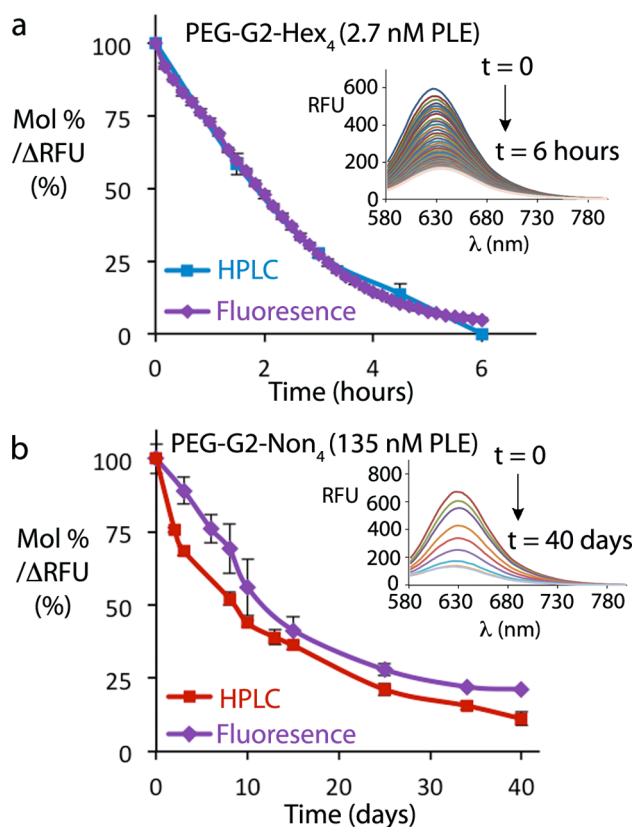 a
PEG-G2-Hex4 (2.7 nM PLE)
100
75
50
25
0
Mol %
/ΔRFU
(%)
HPLC
Fluoresence
0 2 4 6
Time (hours)
RFU
600
400
200
0
t = 0
t = 6 hours
580 630 680 730 780
λ (nm)
b
PEG-G2-Non4 (135 nM PLE)
100
75
50
25
0
Mol %
/ΔRFU
(%)
HPLC
Fluoresence
0 10 20 30 40
Time (days)
RFU
800
600
400
200
0
t = 0
t = 40 days
580 630 680 730 780
λ (nm)